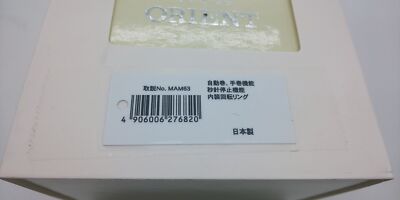 ORIENT
取説No. MAM63
4 906006 276820
自動巻、手巻機能
秒針停止機能
内装回転リング
日本製